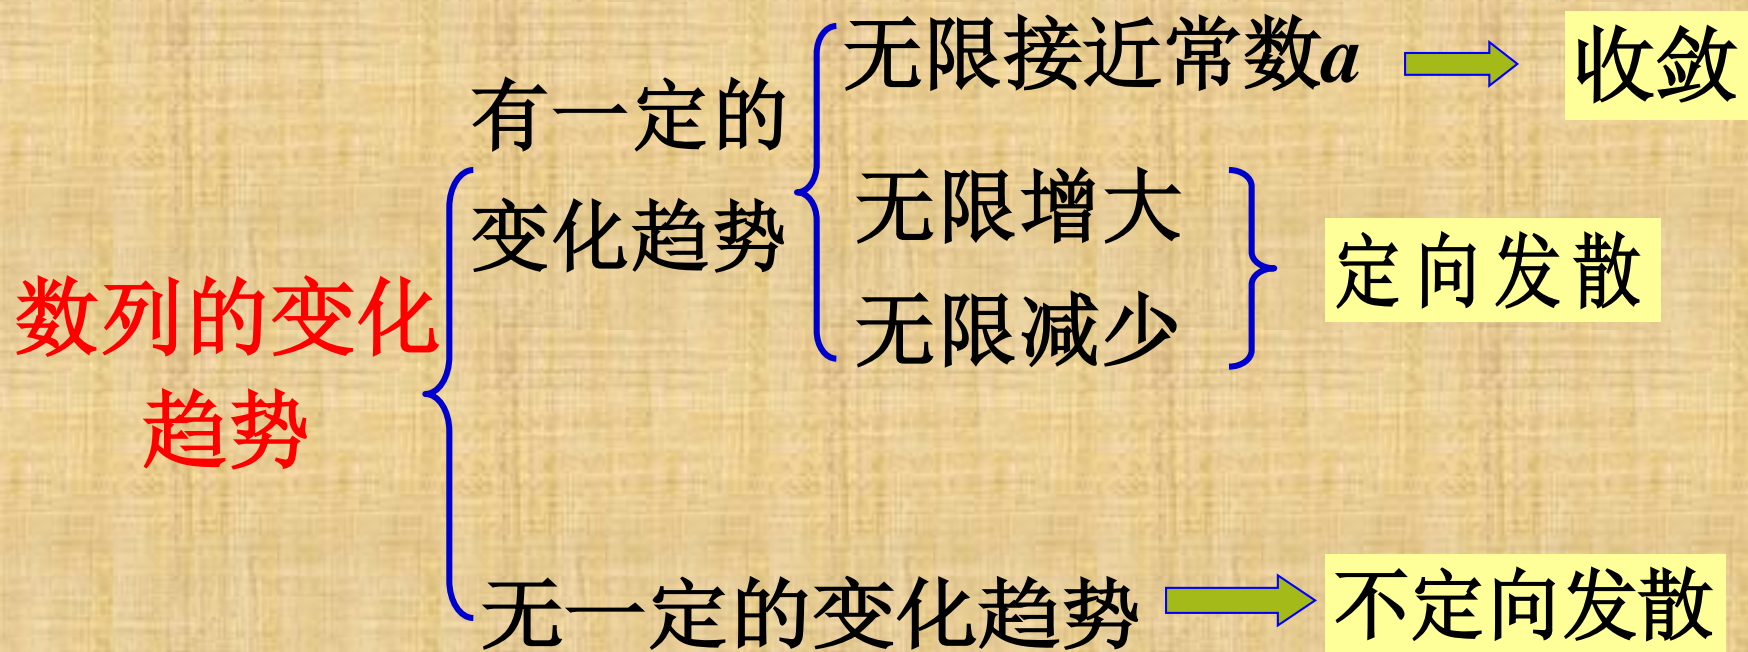 数列的变化
趋势
有一定的
变化趋势
无限接近常数a
收敛
无限增大
无限减少
定向发散
无一定的变化趋势
不定向发散